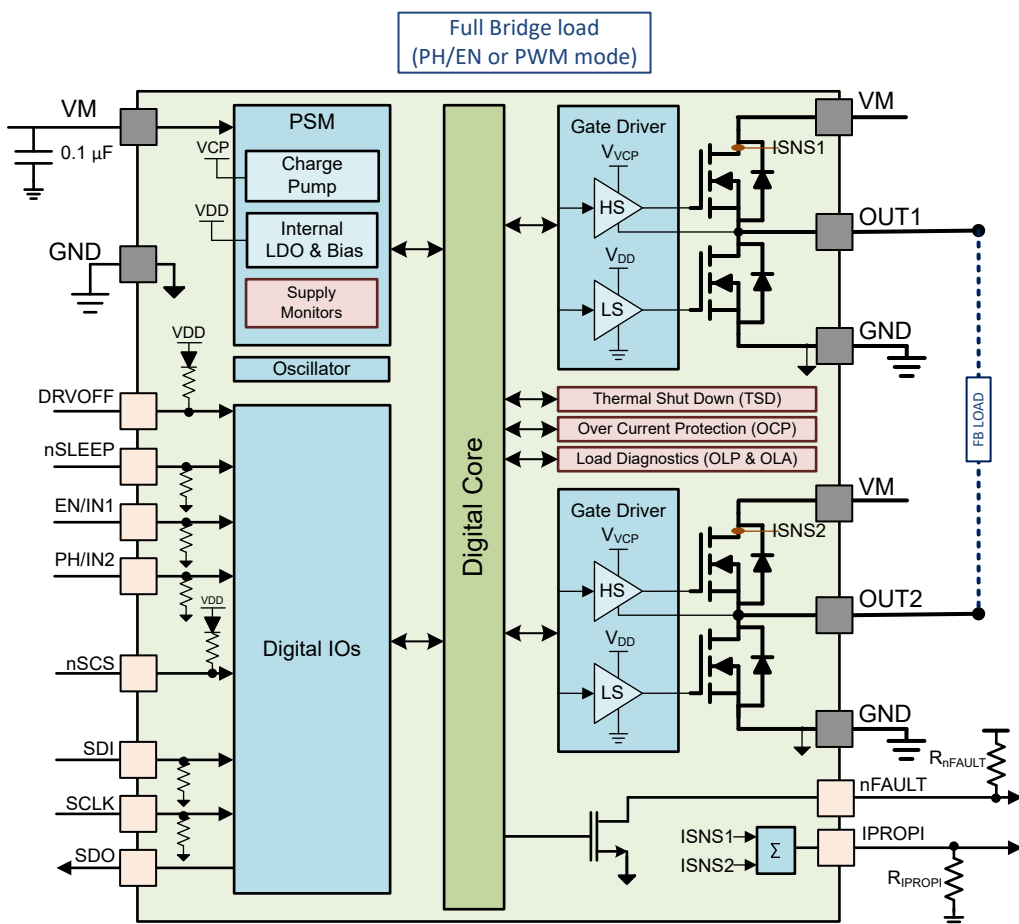 Full Bridge load
(PH/EN or PWM mode)
VM
0.1 µF
GND
PSM
VCP
Charge
Pump
VDD
Internal
LDO & Bias
Supply
Monitors
Oscillator
VDD
DRVOFF
nSLEEP
EN/IN1
PH/IN2
VDD
nSCS
SDI
SCLK
SDO
Digital IOs
Digital Core
Gate Driver
VVCP
HS
VDD
LS
ISNS1
VM
OUT1
GND
Thermal Shut Down (TSD)
Over Current Protection (OCP)
Load Diagnostics (OLP & OLA)
FB LOAD
Gate Driver
VVCP
HS
VDD
LS
ISNS2
VM
OUT2
GND
RnFAULT
nFAULT
ISNS1
ISNS2
Σ
IPROPI
RIPROPI